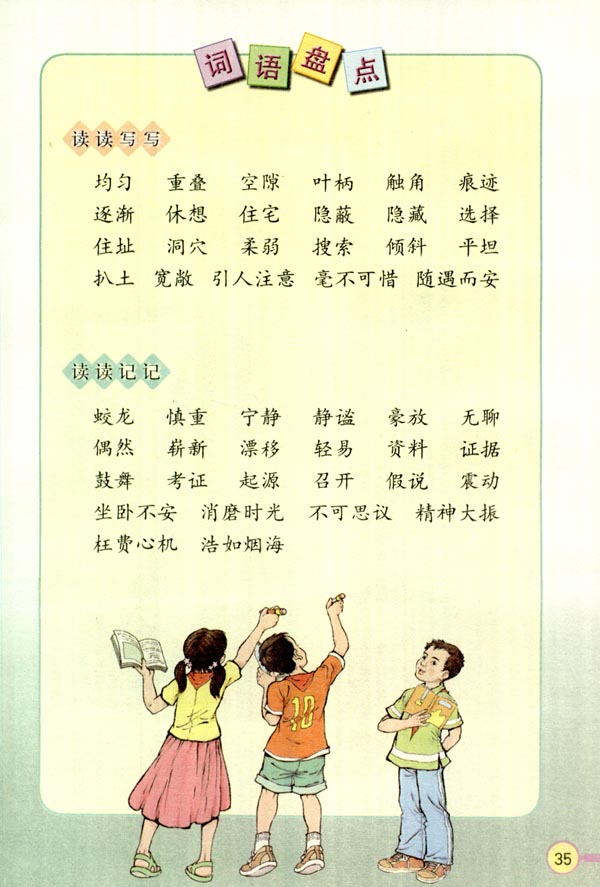 词语盘点
读读写写
均匀 重叠 空隙 叶柄 触角 痕迹
逐渐 休想 住宅 隐蔽 隐藏 选择
住址 洞穴 柔弱 搜索 倾斜 平坦
扒土 宽敞 引人注意 毫不可惜 随遇而安
读读记记
蛟龙 慎重 宁静 静谧 豪放 无聊
偶然 崭新 漂移 轻易 资料 证据
鼓舞 考证 起源 召开 假说 震动
坐卧不安 消磨时光 不可思议 精神大振
枉费心机 浩如烟海
10
35